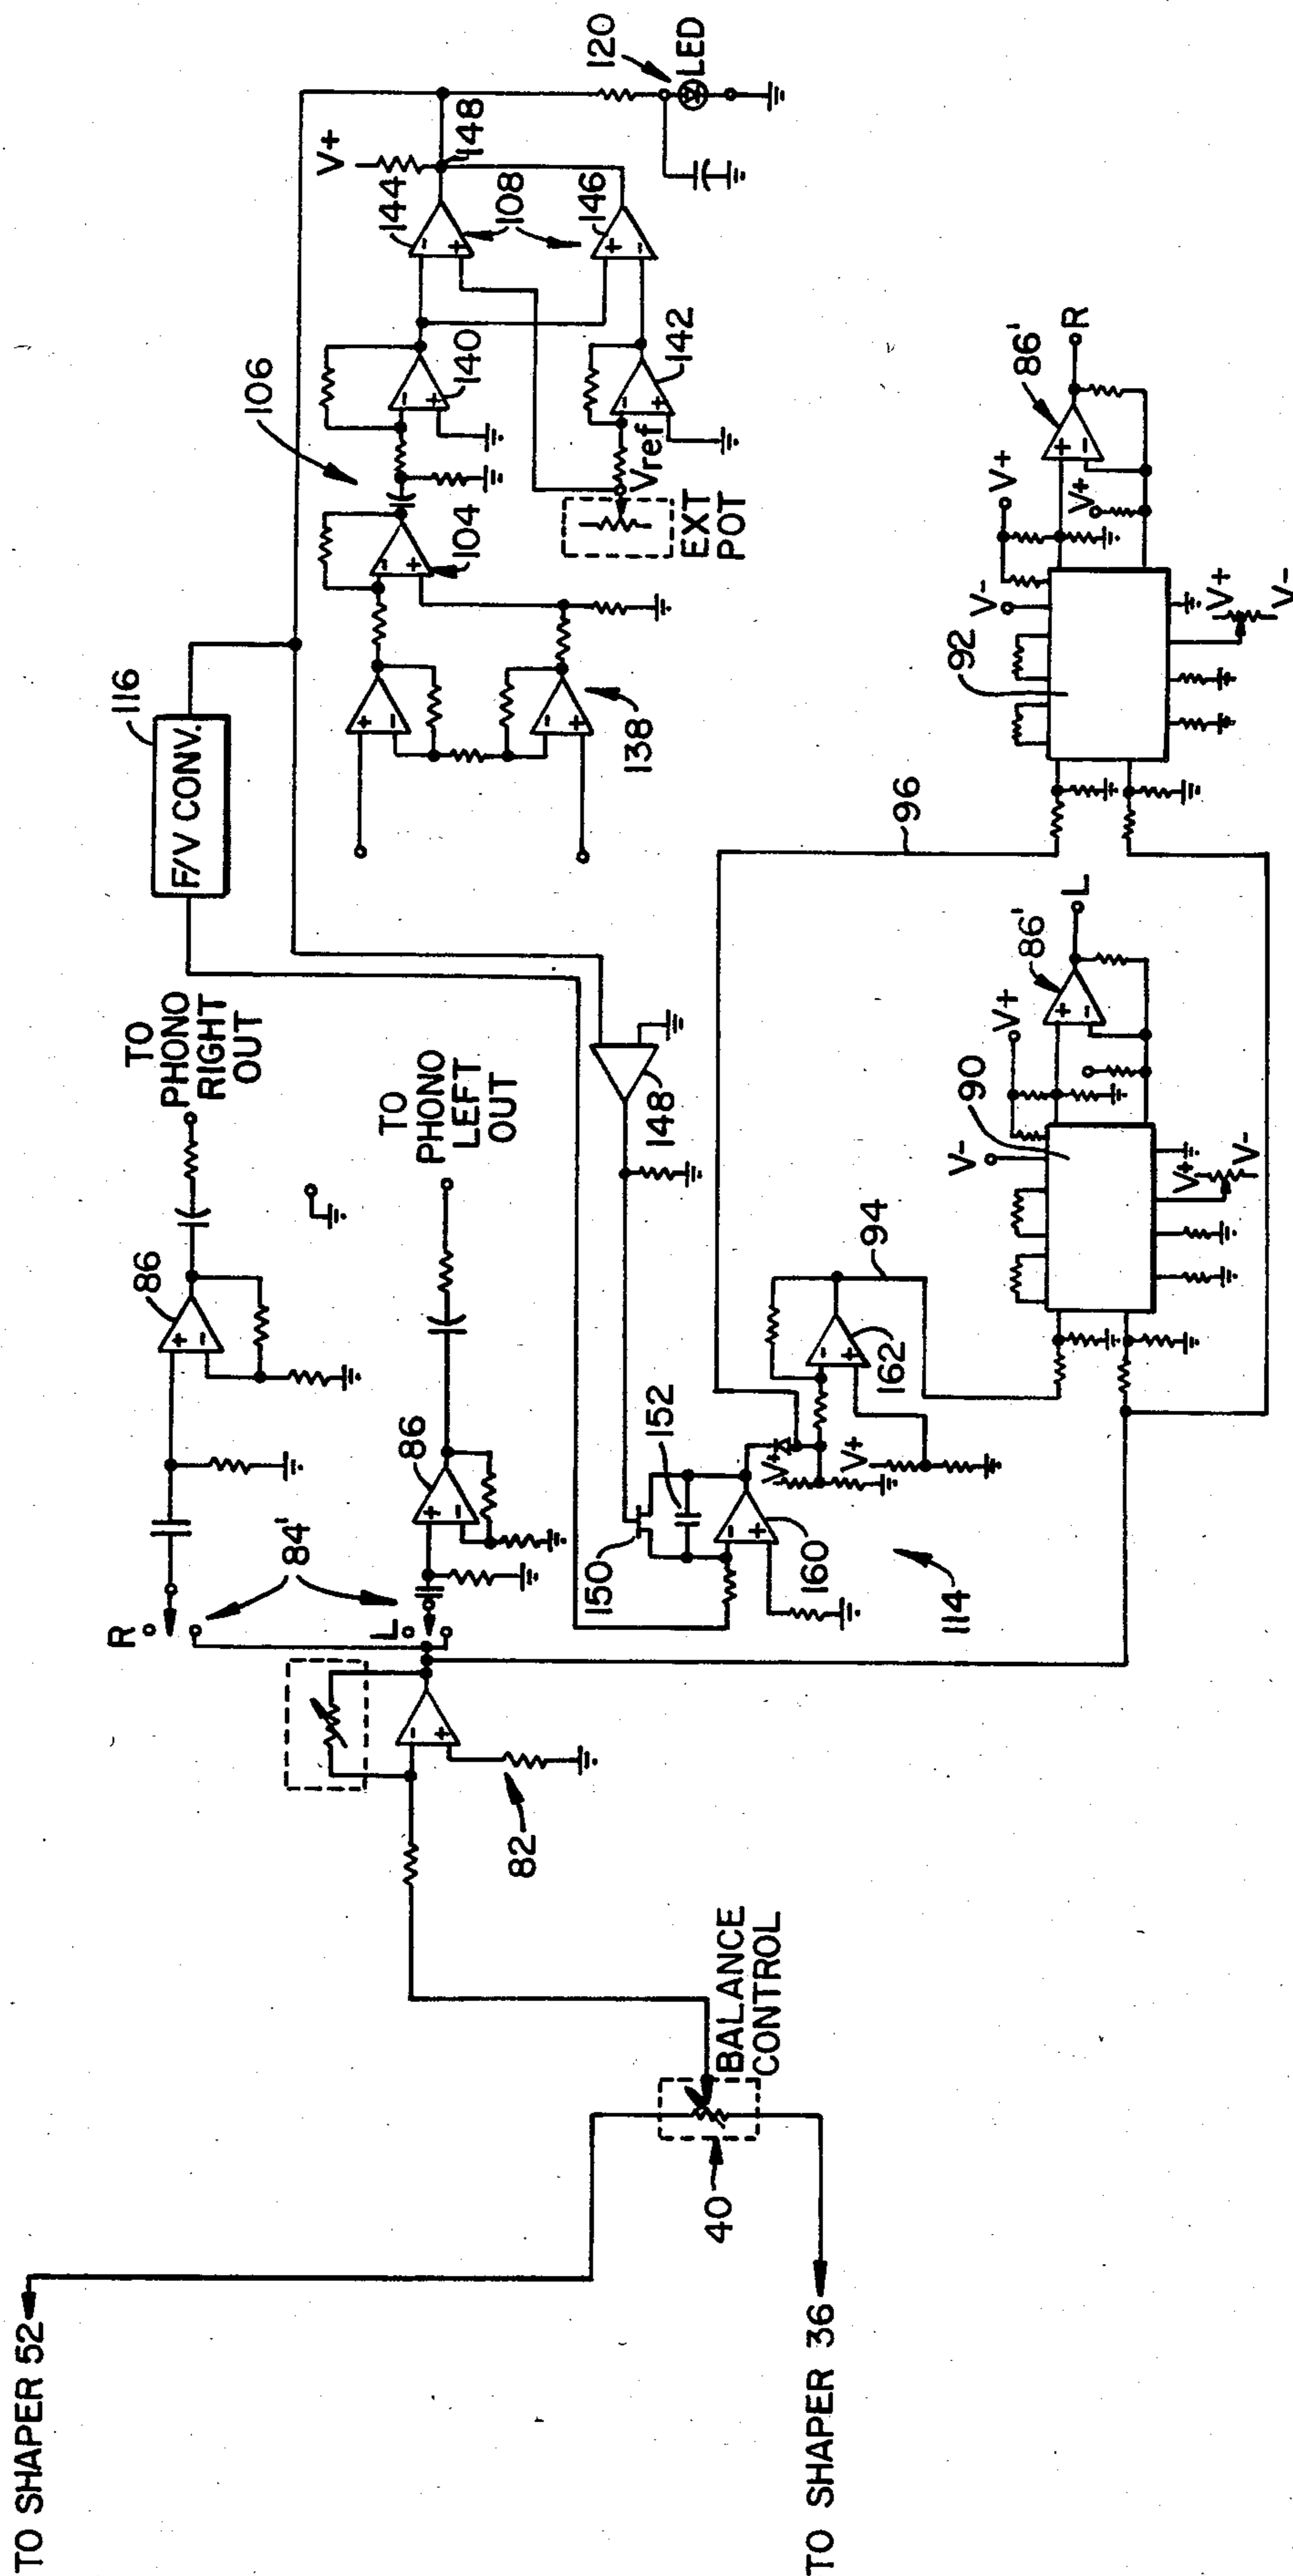 TO SHAPER 52
R
TO
PHONO
RIGHT
OUT
116
F/V CONV.
86
84'
L
TO
PHONO
LEFT
OUT
86
106
V+
144
148
120
LED
140
108
104
146
142
Vref
EXT
POT
138
82
BALANCE
CONTROL
40
TO SHAPER 36
148
150
152
160
V+
V+
162
114
94
96
90
V-
V+
86'
L
V+
V-
92
V-
V+
V+
86'
R
V+
V-